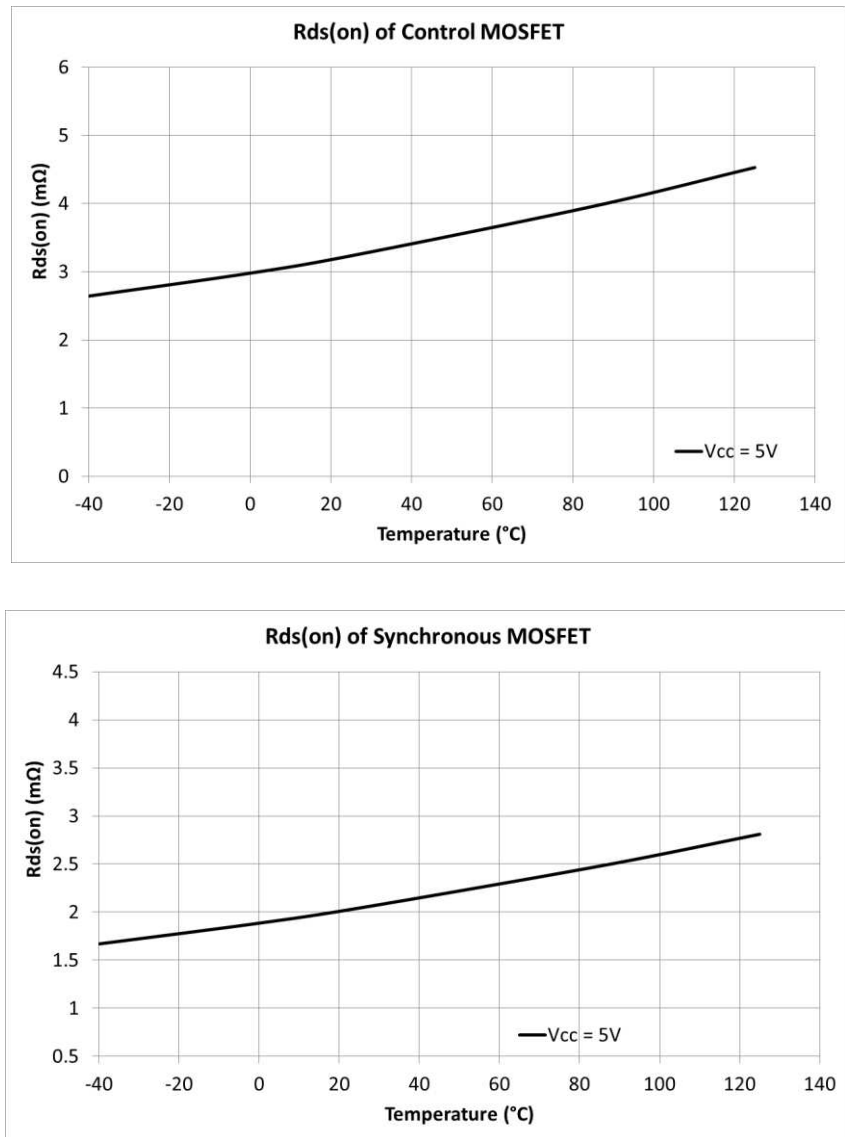 Rds(on) of Control MOSFET
6
5
4
3
2
1
0
Rds(on) (mΩ)
Vcc = 5V
-40 -20 0 20 40 60 80 100 120 140
Temperature (°C)
Rds(on) of Synchronous MOSFET
4.5
4
3.5
3
2.5
2
1.5
1
0.5
Rds(on) (mΩ)
Vcc = 5V
-40 -20 0 20 40 60 80 100 120 140
Temperature (°C)